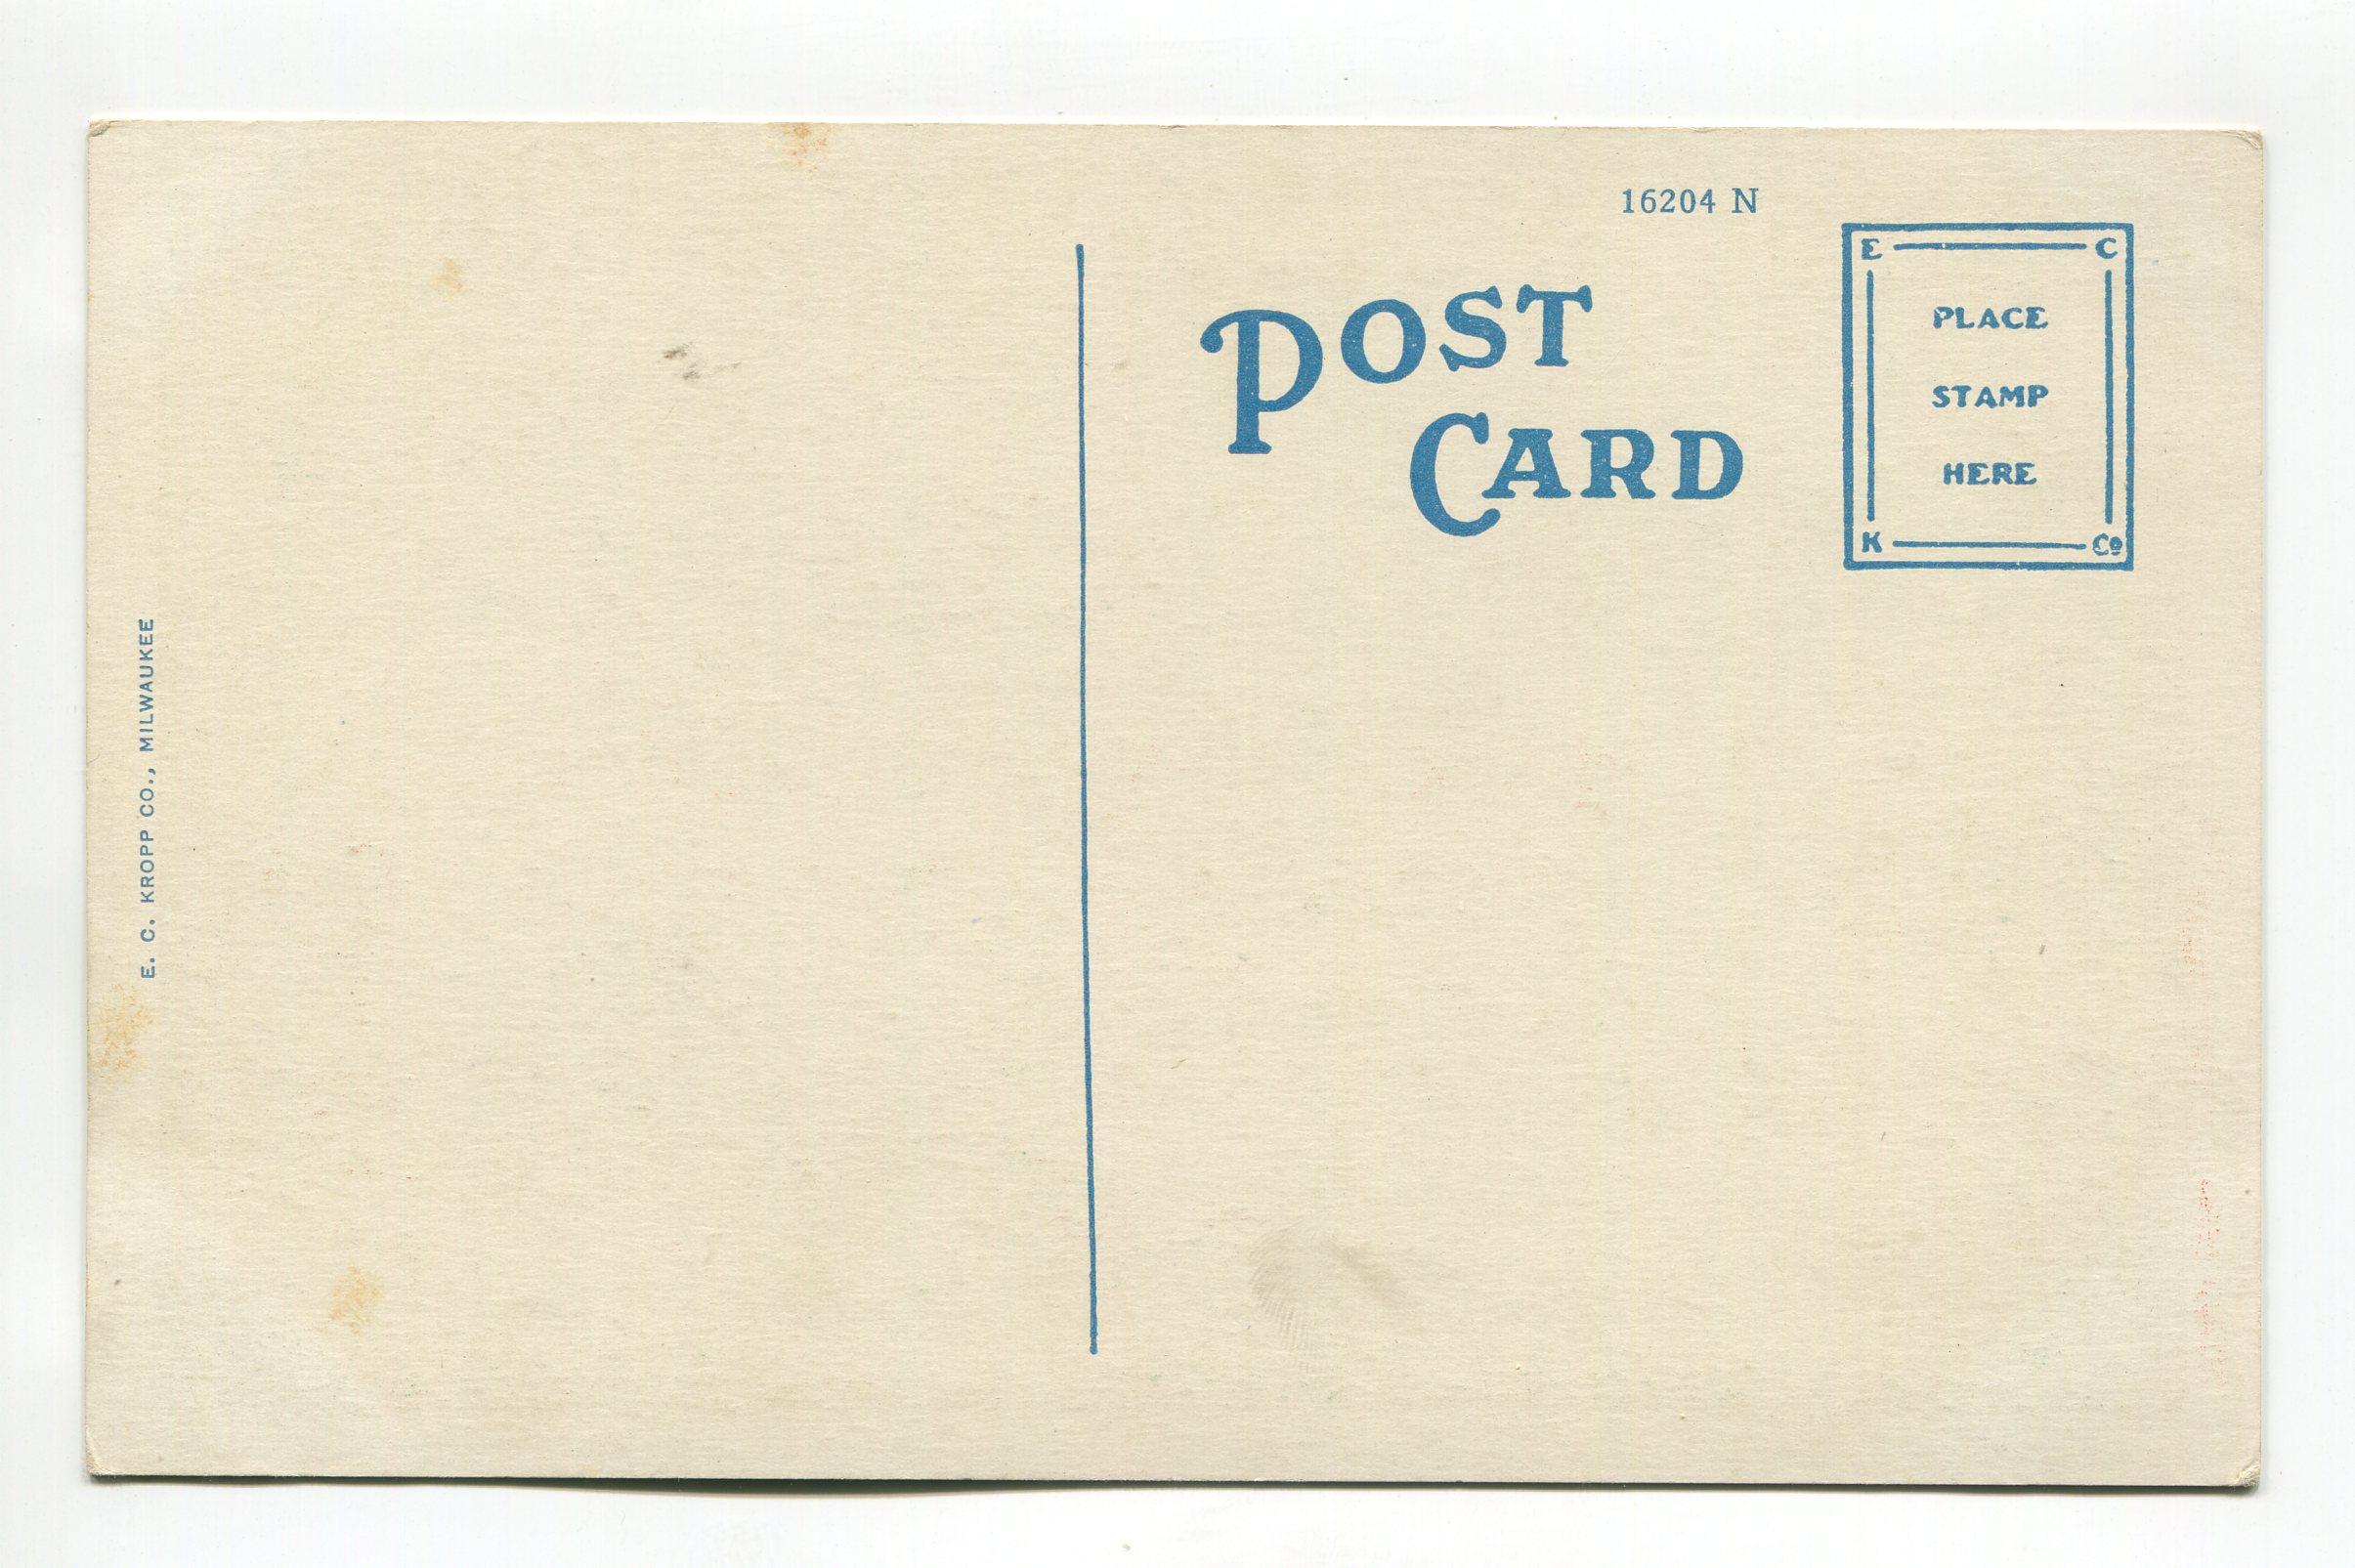 16204 N
POST
CARD
E C
PLACE
STAMP
HERE
K Co
E. C. KROPP CO., MILWAUKEE